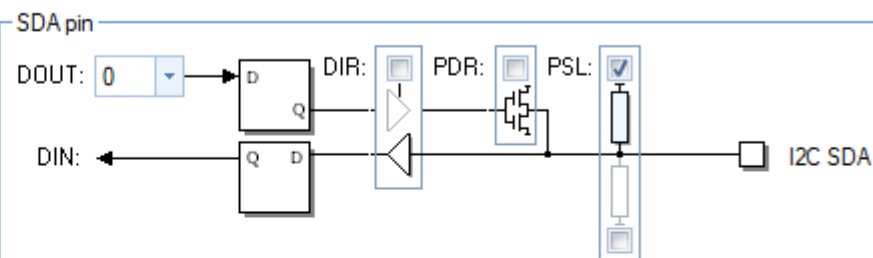 SDA pin
DOUT: 0
D
Q
DIR:
PDR:
PSL:
DIN:
Q D
I2C SDA